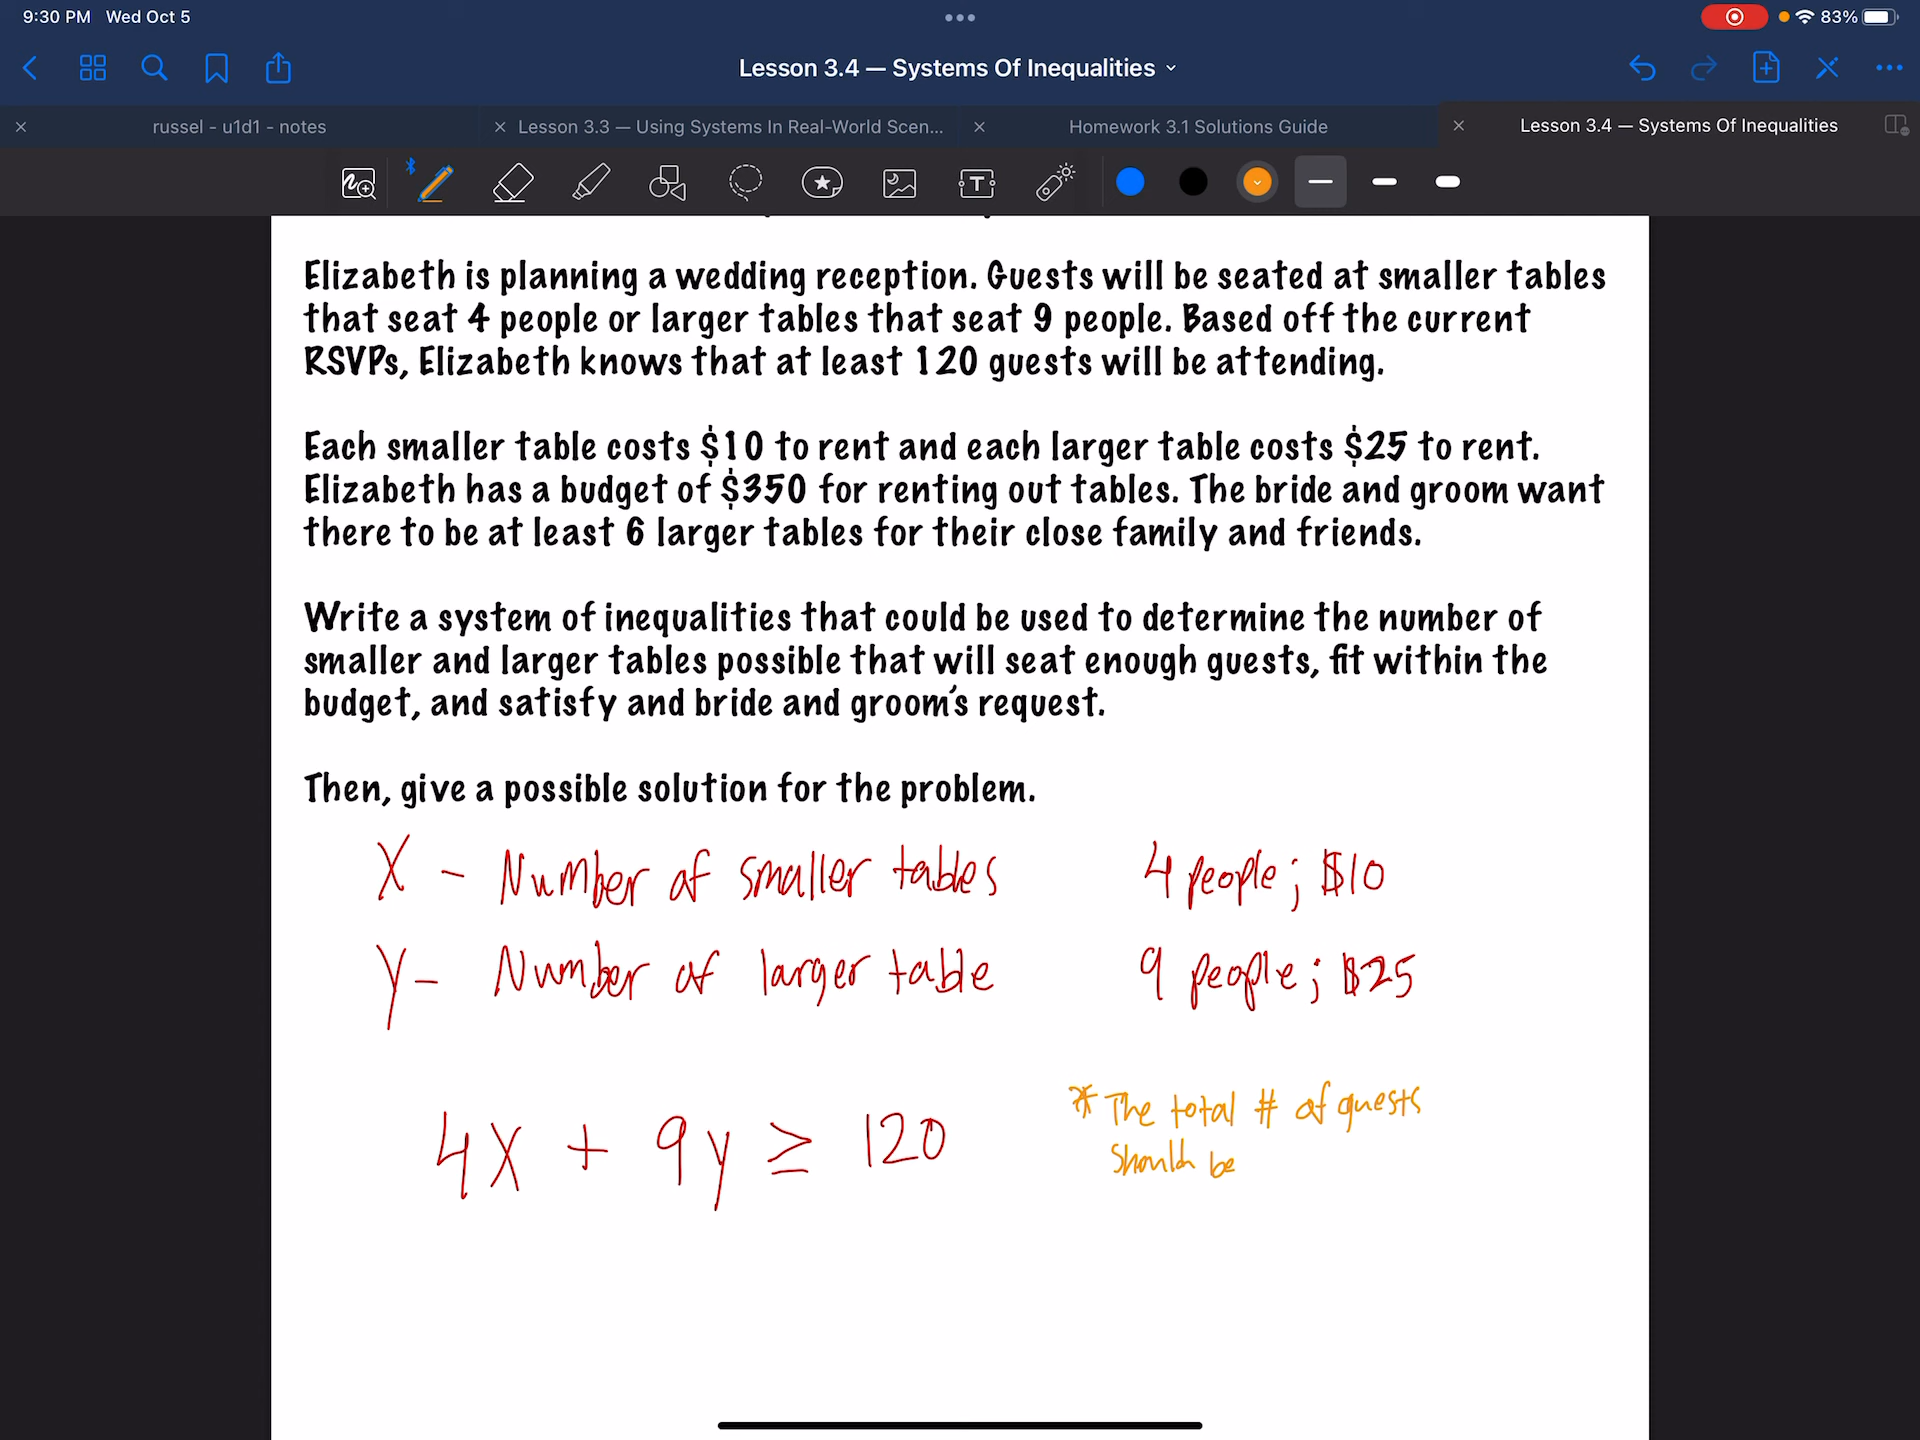 9:30 PM Wed Oct 5
83%
Lesson 3.4 — Systems Of Inequalities
russel - u1d1 - notes
Lesson 3.3 — Using Systems In Real-World Scen...
Homework 3.1 Solutions Guide
Lesson 3.4 — Systems Of Inequalities
Elizabeth is planning a wedding reception. Guests will be seated at smaller tables
that seat 4 people or larger tables that seat 9 people. Based off the current
RSVPs, Elizabeth knows that at least 120 guests will be attending.
Each smaller table costs $10 to rent and each larger table costs $25 to rent.
Elizabeth has a budget of $350 for renting out tables. The bride and groom want
there to be at least 6 larger tables for their close family and friends.
Write a system of inequalities that could be used to determine the number of
smaller and larger tables possible that will seat enough guests, fit within the
budget, and satisfy and bride and groom's request.
Then, give a possible solution for the problem.
X - Number of smaller tables 4 people; $10
Y - Number of larger table 9 people; $25
4x + 9y ≥ 120
* The total # of guests
should be